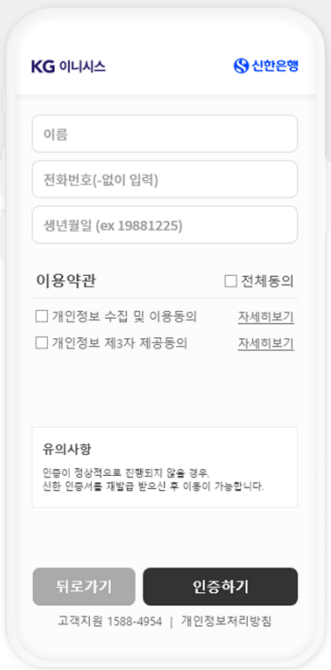 KG 이니시스 신한은행
이름
전화번호(-없이 입력)
생년월일 (ex 19881225)
이용약관 전체동의
개인정보 수집 및 이용동의 자세히보기
개인정보 제3자 제공동의 자세히보기
유의사항
인증이 정상적으로 진행되지 않을 경우,
신한 인증서를 재발급 받으신 후 이동이 가능합니다.
뒤로가기 인증하기
고객지원 1588-4954 | 개인정보처리방침